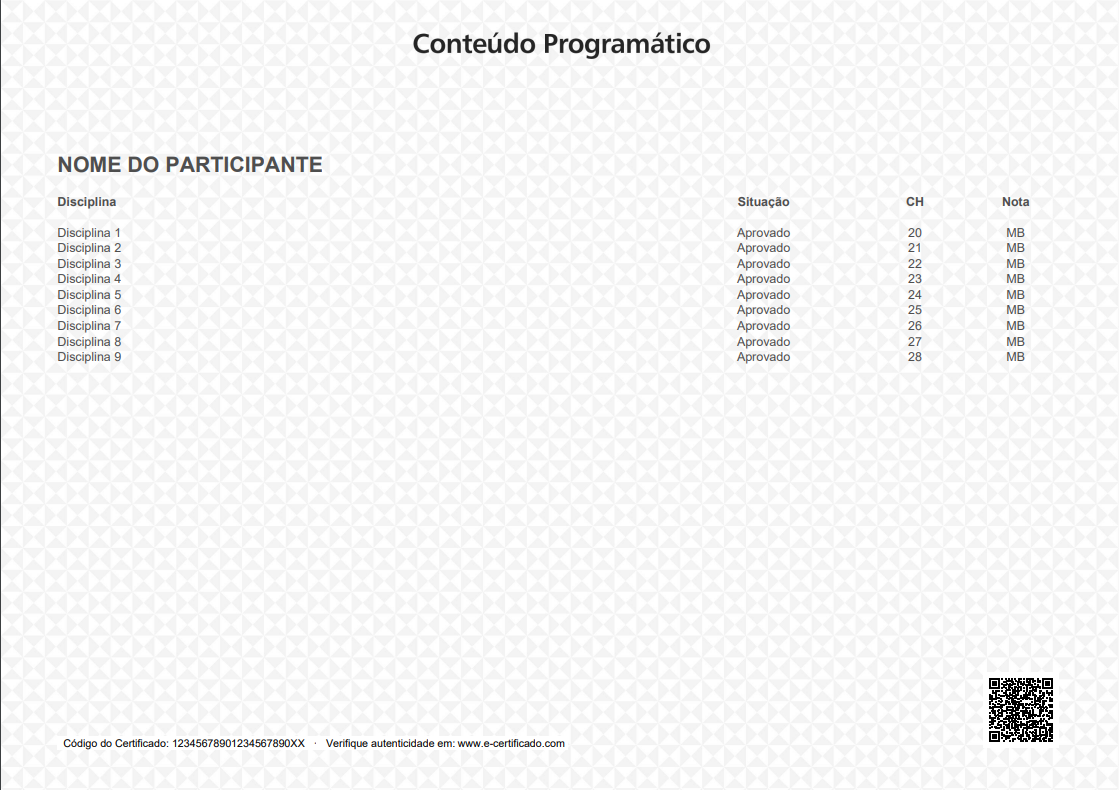 Conteúdo Programático
NOME DO PARTICIPANTE
Disciplina Situação CH Nota
Disciplina 1 Aprovado 20 MB
Disciplina 2 Aprovado 21 MB
Disciplina 3 Aprovado 22 MB
Disciplina 4 Aprovado 23 MB
Disciplina 5 Aprovado 24 MB
Disciplina 6 Aprovado 25 MB
Disciplina 7 Aprovado 26 MB
Disciplina 8 Aprovado 27 MB
Disciplina 9 Aprovado 28 MB
Código do Certificado: 12345678901234567890XX · Verifique autenticidade em: www.e-certificado.com